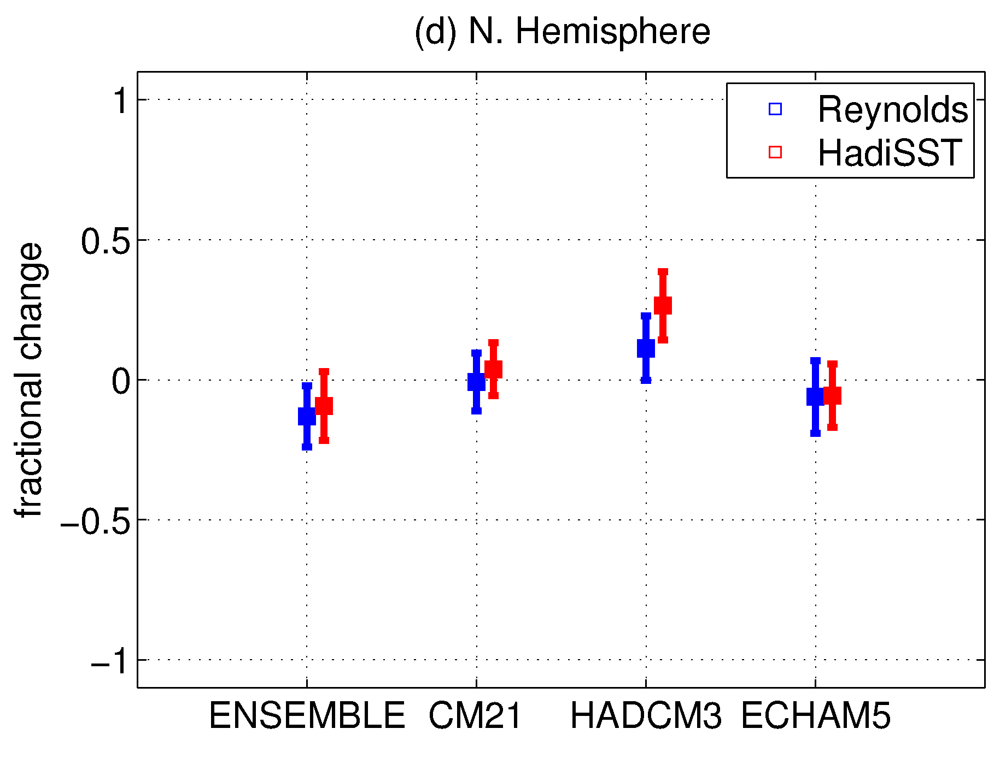 (d) N. Hemisphere
Reynolds
HadiSST
1
0.5
0
−0.5
−1
fractional change
ENSEMBLE CM21 HADCM3 ECHAM5